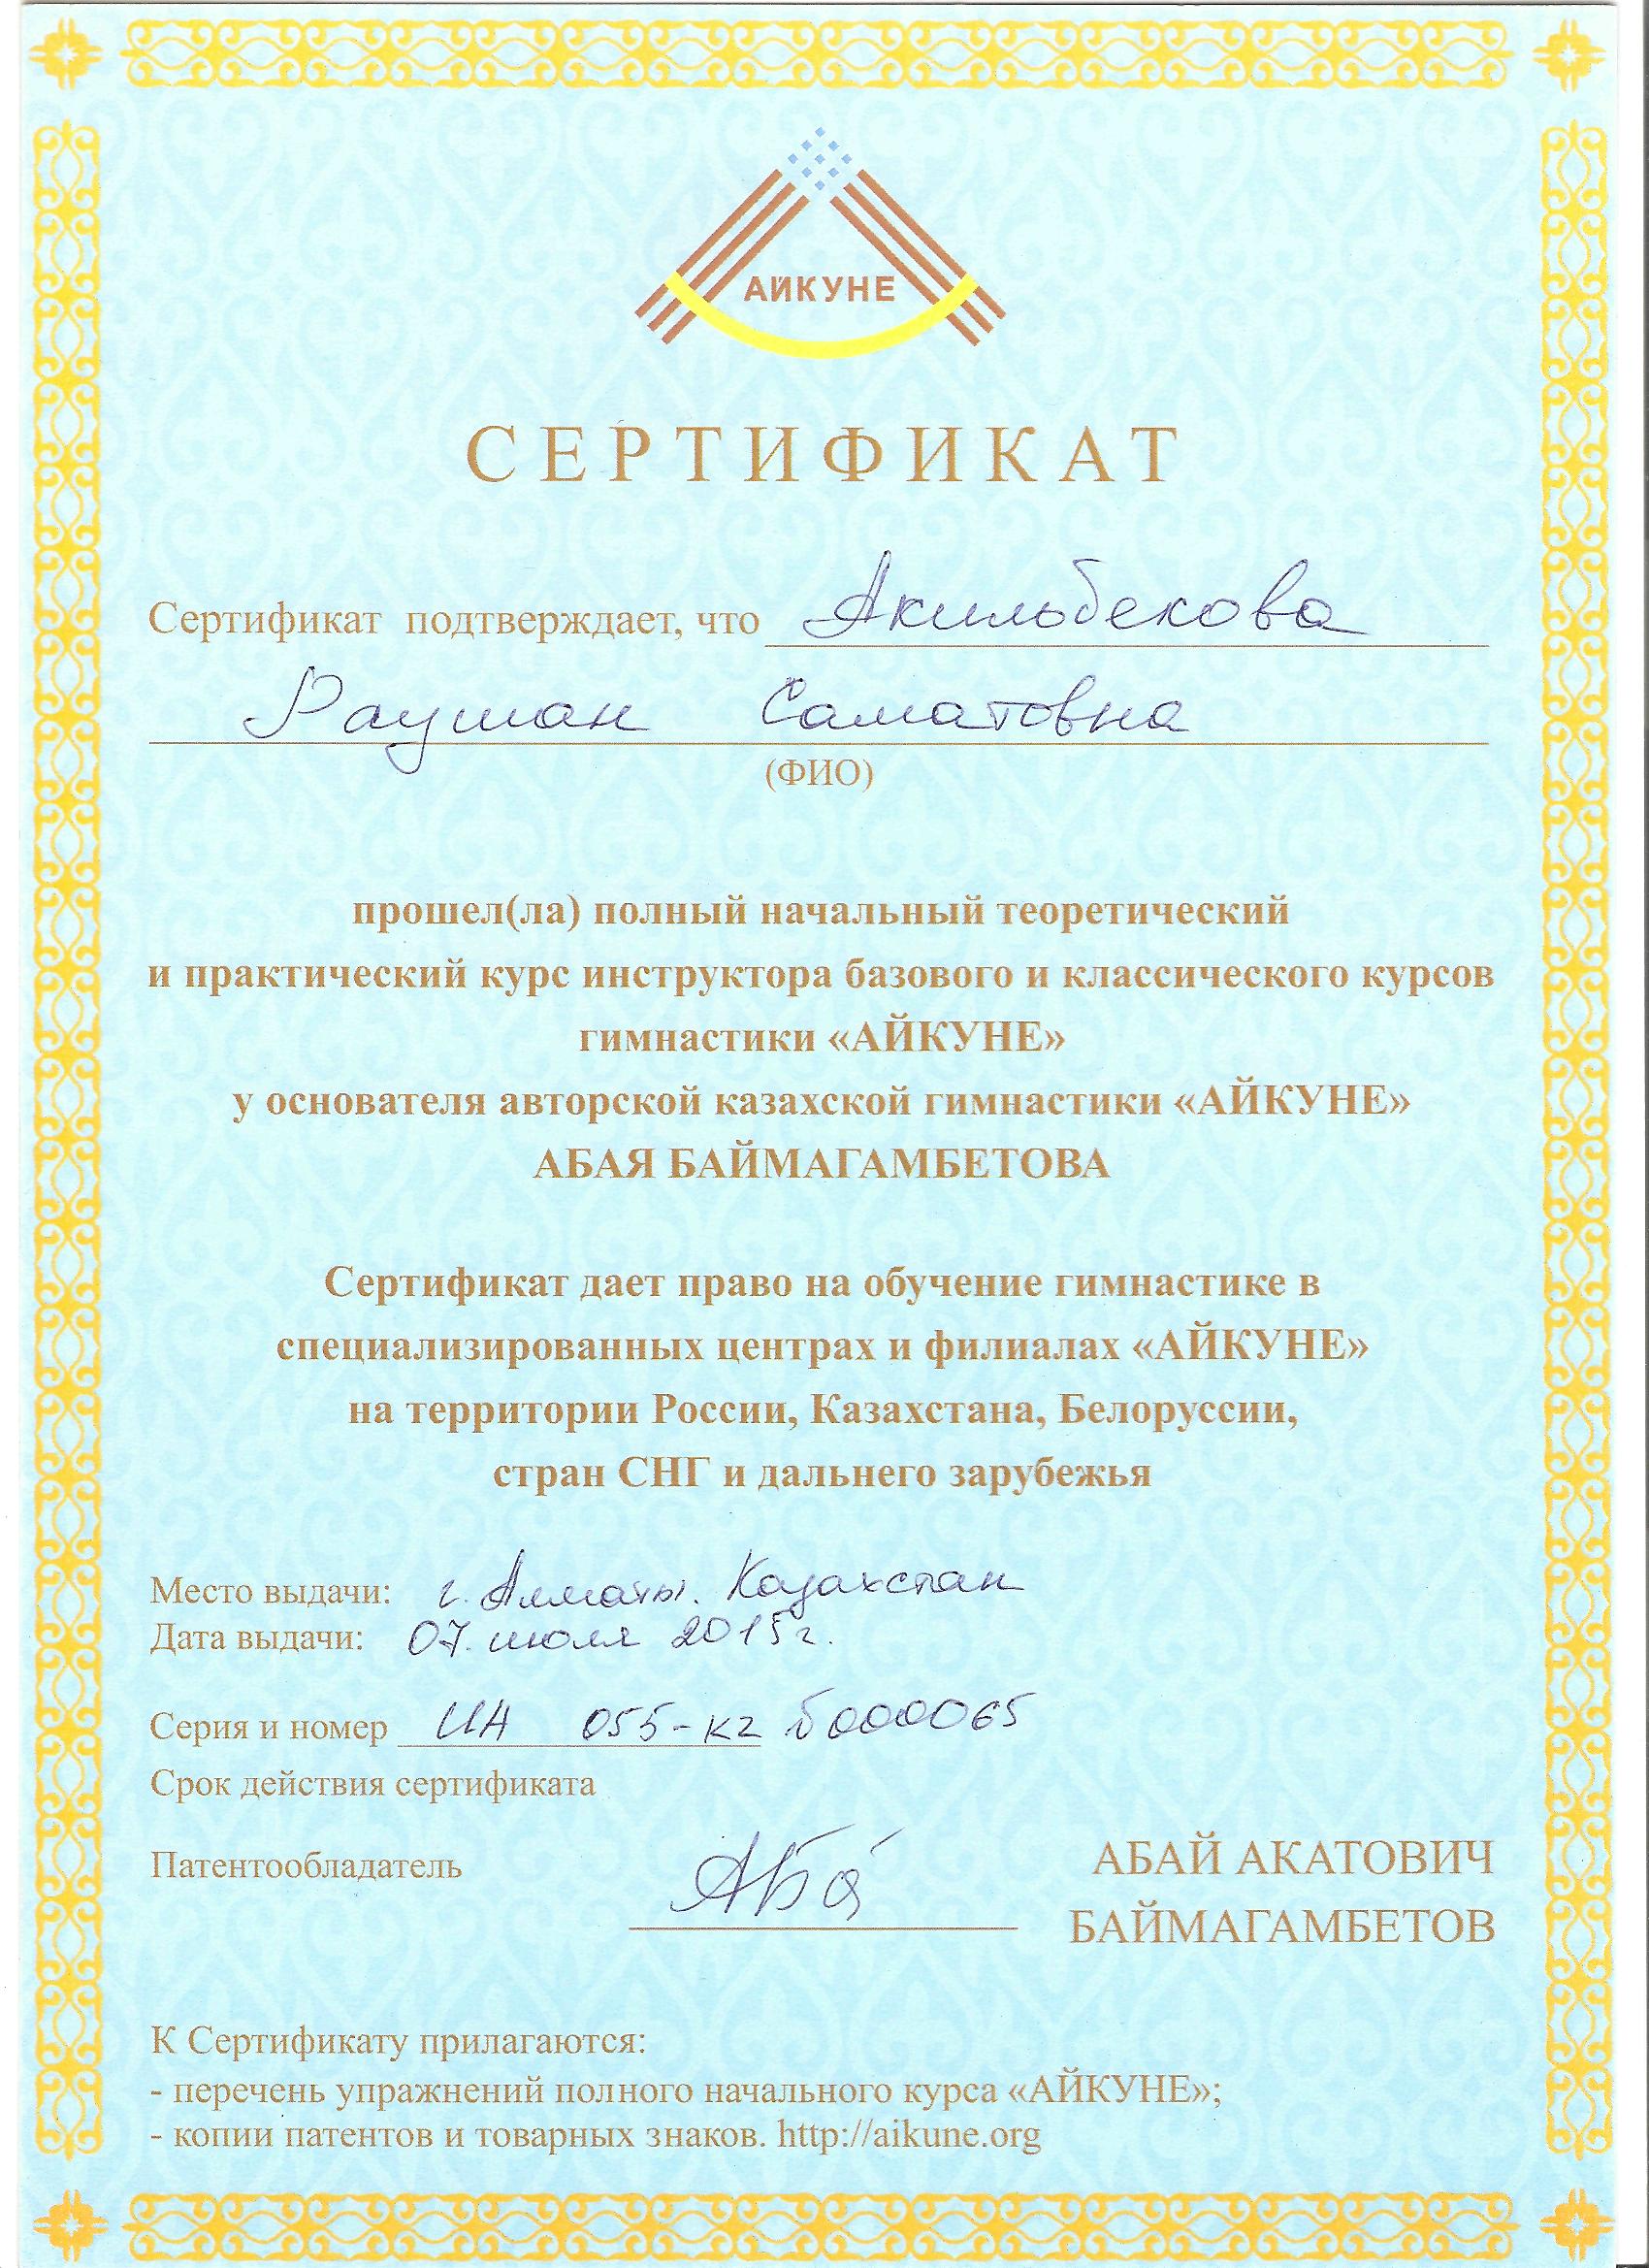 АЙКУНЕ
СЕРТИФИКАТ
Сертификат подтверждает, что Акильбекова
Раушан Саматовна
(ФИО)
прошел(ла) полный начальный теоретический
и практический курс инструктора базового и классического курсов
гимнастики «АЙКУНЕ»
у основателя авторской казахской гимнастики «АЙКУНЕ»
АБАЯ БАЙМАГАМБЕТОВА
Сертификат дает право на обучение гимнастике в
специализированных центрах и филиалах «АЙКУНЕ»
на территории России, Казахстана, Белоруссии,
стран СНГ и дальнего зарубежья
Место выдачи: г. Алматы. Казахстан
Дата выдачи: 07. июля 2015г.
Серия и номер ИА 055-кг Б000065
Срок действия сертификата
Патентообладатель
АБАЙ АКАТОВИЧ
БАЙМАГАМБЕТОВ
К Сертификату прилагаются:
- перечень упражнений полного начального курса «АЙКУНЕ»;
- копии патентов и товарных знаков. http://aikune.org